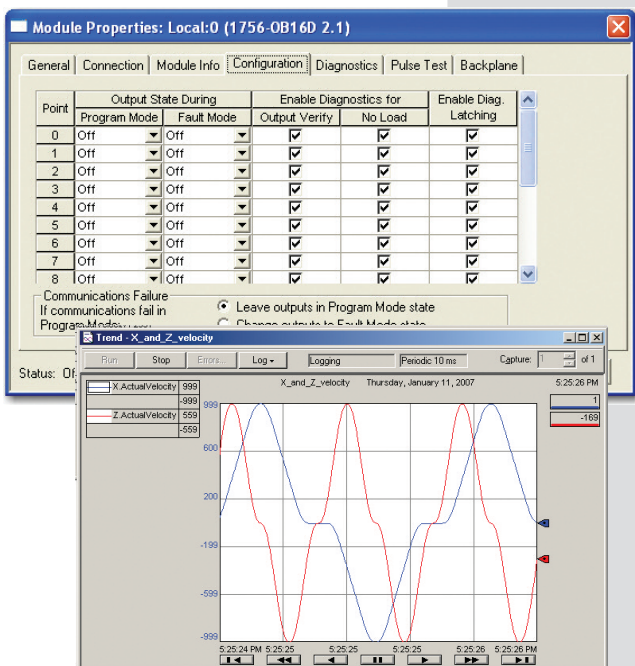 Module Properties: Local:0 (1756-OB16D 2.1)
General Connection Module Info Configuration Diagnostics Pulse Test Backplane
Point Output State During Enable Diagnostics for Enable Diag. Latching
Program Mode Fault Mode Output Verify No Load
0 Off Off
1 Off Off
2 Off Off
3 Off Off
4 Off Off
5 Off Off
6 Off Off
7 Off Off
8 Off Off
Communications Failure
If communications fail in
Program Mode:
Leave outputs in Program Mode state
Change outputs to Fault Mode state
Status:
Trend - X_and_Z_velocity
Run Stop Errors... Log Logging Periodic 10 ms Capture: 1 of 1
X_and_Z_velocity Thursday, January 11, 2007 5:25:26 PM
X.ActualVelocity 999
-999
Z.ActualVelocity 559
-559
1
-169
999
600
200
-199
-599
-999
5:25:24 PM 5:25:25 5:25:25 5:25:25 5:25:26 5:25:26 PM